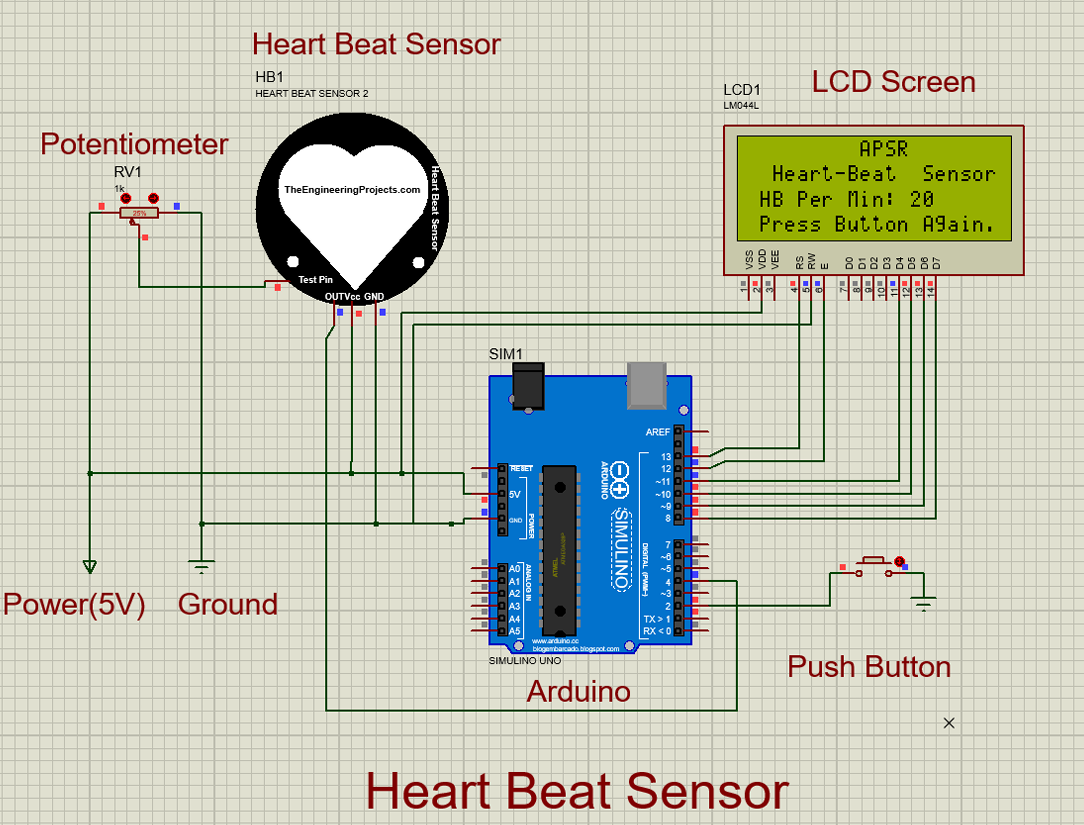 Heart Beat Sensor
HB1
HEART BEAT SENSOR 2
LCD Screen
LCD1
LM044L
Potentiometer
RV1
1k
25%
TheEngineeringProjects.com
Heart Beat Sensor
Test Pin
OUT Vcc GND
APSR
Heart-Beat Sensor
HB Per Min: 20
Press Button Again.
VSS VDD VEE RS RW E D0 D1 D2 D3 D4 D5 D6 D7
1 2 3 4 5 6 7 8 9 10 11 12 13 14
SIM1
AREF
13
12
~11
~10
~9
8
RESET
5V
GND
POWER
ARDUINO
SIMULINO
ATMEL
7
~6
~5
4
~3
2
TX > 1
RX < 0
DIGITAL (PWM~)
A0
A1
A2
A3
A4
A5
ANALOG IN
www.arduino.cc
blogembarcado.blogspot.com
SIMULINO UNO
Arduino
Power(5V)
Ground
Push Button
Heart Beat Sensor